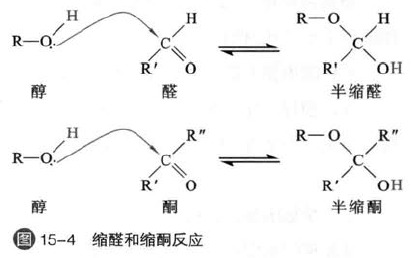 H
R—O:
H
C
R' O
R—O H
C
R' OH
醇 醛 半缩醛
H
R—O:
R″
C
R' O
R—O R″
C
R' OH
醇 酮 半缩酮
图 15-4 缩醛和缩酮反应